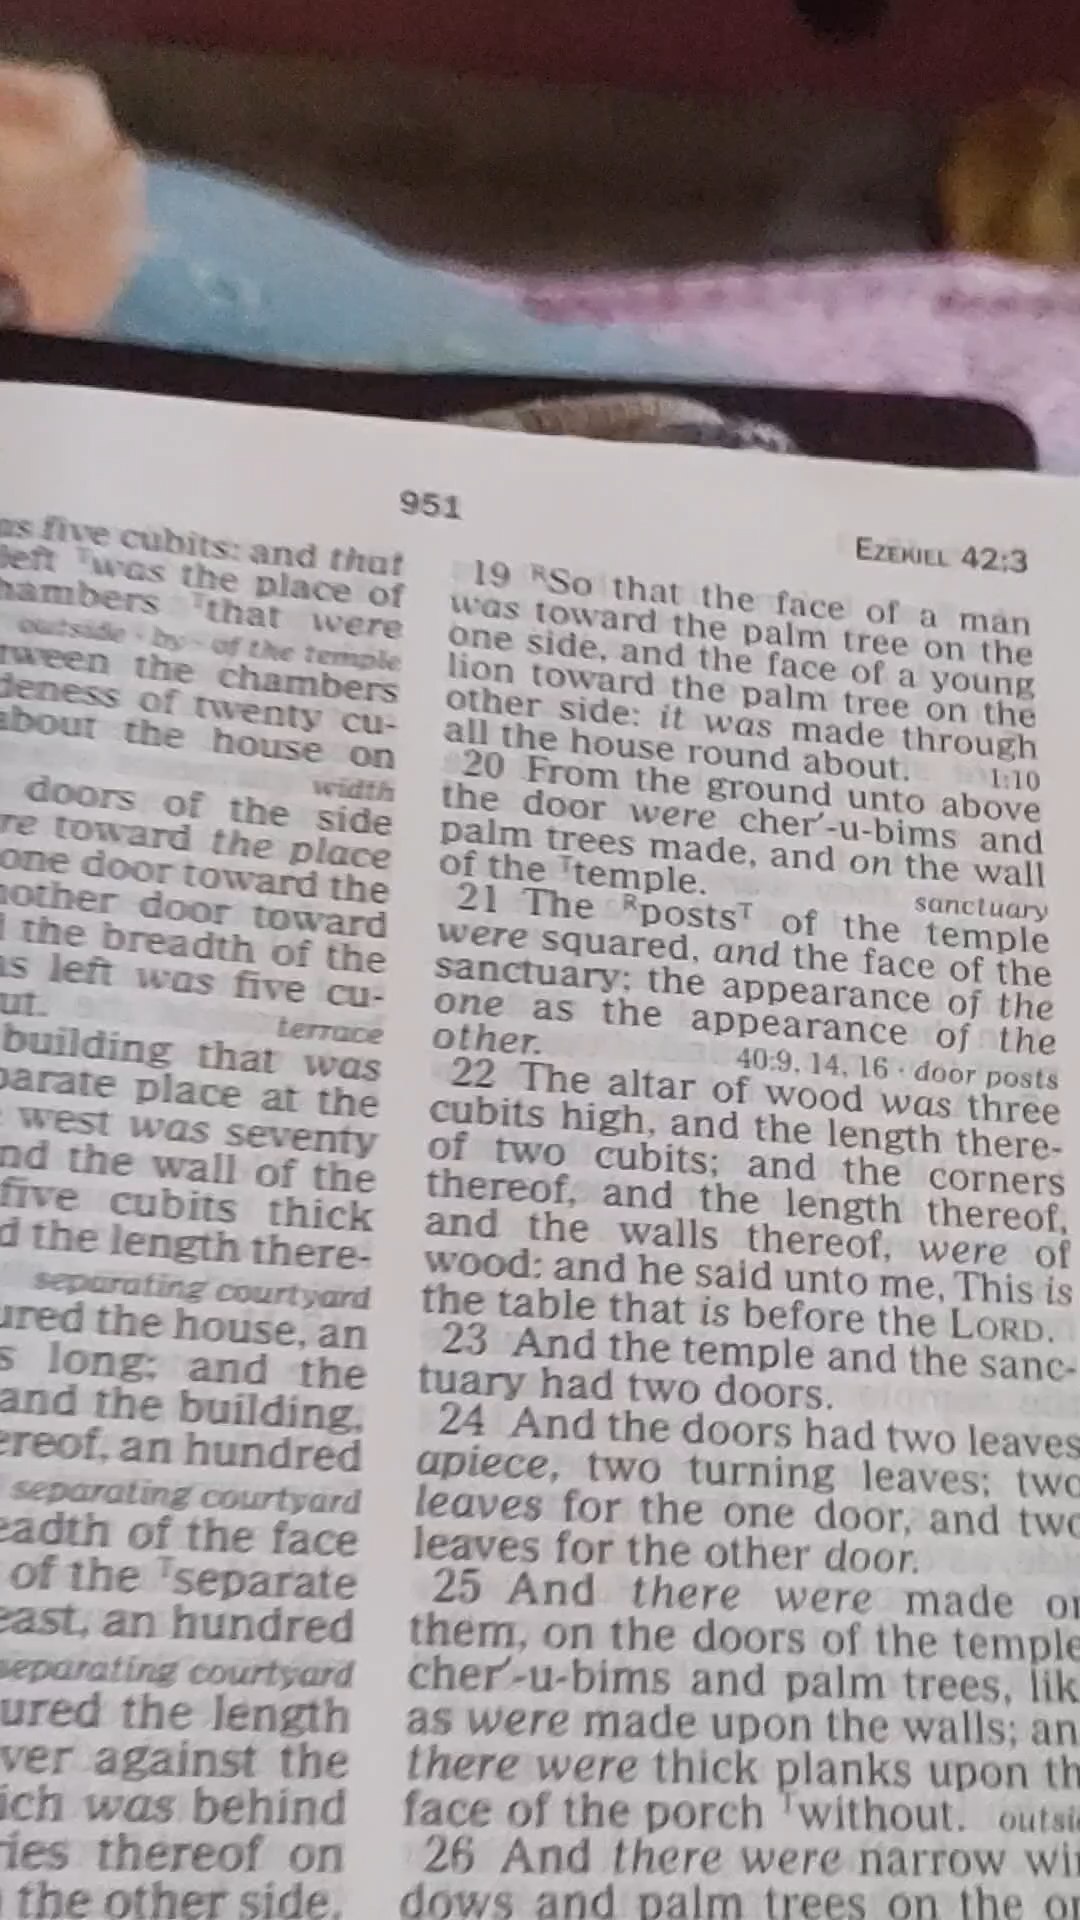 951
EZEKIEL 42:3
as five cubits: and that
left ᵀwas the place of
hambers ᵀthat were
outside · by · of the temple
tween the chambers
deness of twenty cu-
about the house on
width
doors of the side
re toward the place
one door toward the
nother door toward
the breadth of the
as left was five cu-
ut.
terrace
building that was
parate place at the
west was seventy
nd the wall of the
five cubits thick
d the length there-
separating courtyard
ured the house, an
s long; and the
and the building,
ereof, an hundred
separating courtyard
eadth of the face
of the ᵀseparate
east, an hundred
separating courtyard
ured the length
ver against the
ich was behind
ries thereof on
the other side,
19 ᴿSo that the face of a man
was toward the palm tree on the
one side, and the face of a young
lion toward the palm tree on the
other side: it was made through
all the house round about. 1:10
20 From the ground unto above
the door were cher′-u-bims and
palm trees made, and on the wall
of the ᵀtemple. sanctuary
21 The ᴿpostsᵀ of the temple
were squared, and the face of the
sanctuary; the appearance of the
one as the appearance of the
other. 40:9, 14, 16 · door posts
22 The altar of wood was three
cubits high, and the length there-
of two cubits; and the corners
thereof, and the length thereof,
and the walls thereof, were of
wood: and he said unto me, This is
the table that is before the LORD.
23 And the temple and the sanc-
tuary had two doors.
24 And the doors had two leaves
apiece, two turning leaves; two
leaves for the one door, and two
leaves for the other door.
25 And there were made on
them, on the doors of the temple
cher′-u-bims and palm trees, lik
as were made upon the walls; an
there were thick planks upon th
face of the porch ᵀwithout. outsi
26 And there were narrow win
dows and palm trees on the on